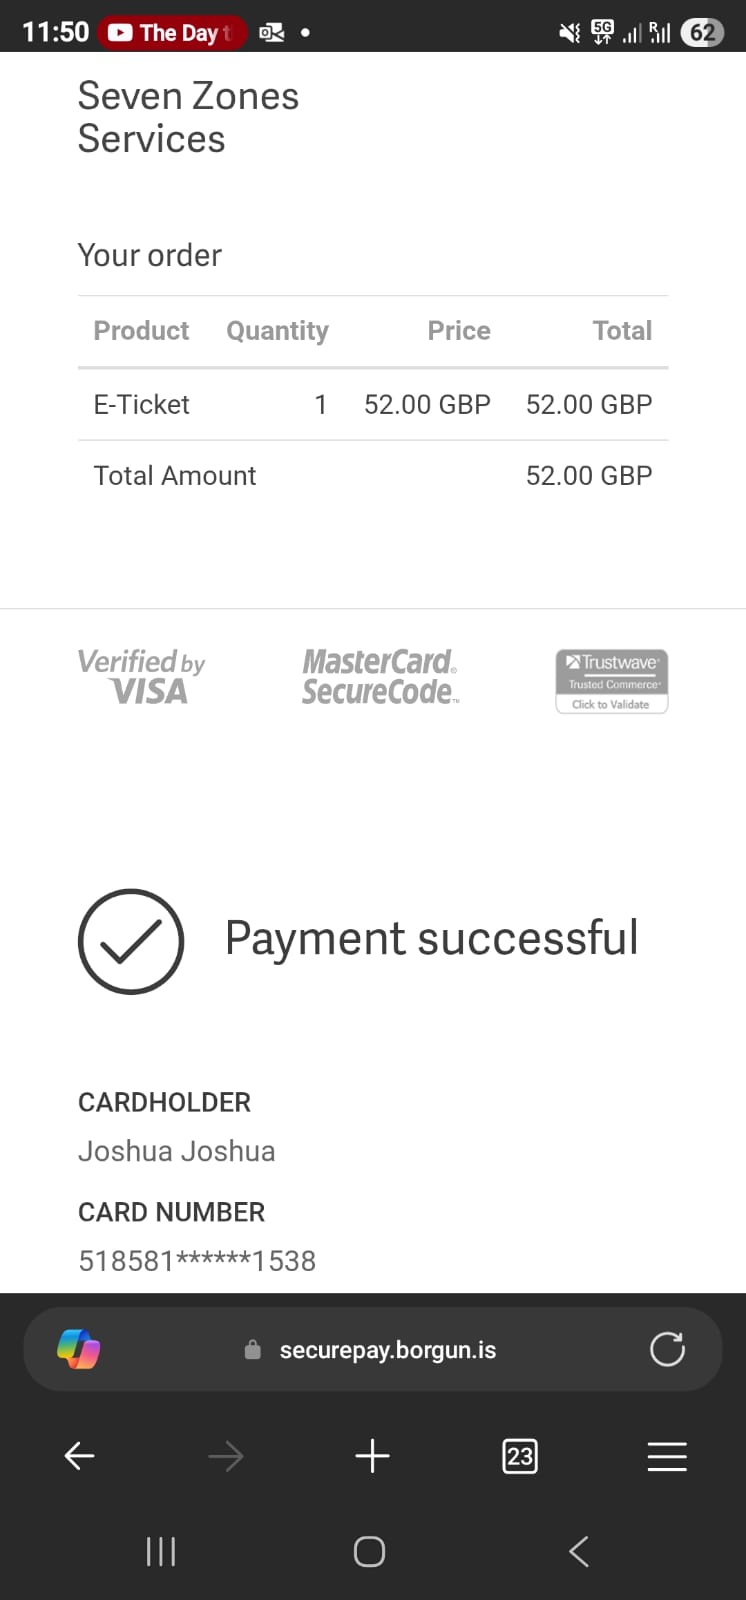 11:50 The Day t 62
5G R
Seven Zones
Services
Your order
Product Quantity Price Total
E-Ticket 1 52.00 GBP 52.00 GBP
Total Amount 52.00 GBP
Verified by
VISA
MasterCard.
SecureCode.
Trustwave
Trusted Commerce
Click to Validate
Payment successful
CARDHOLDER
Joshua Joshua
CARD NUMBER
518581******1538
securepay.borgun.is
23